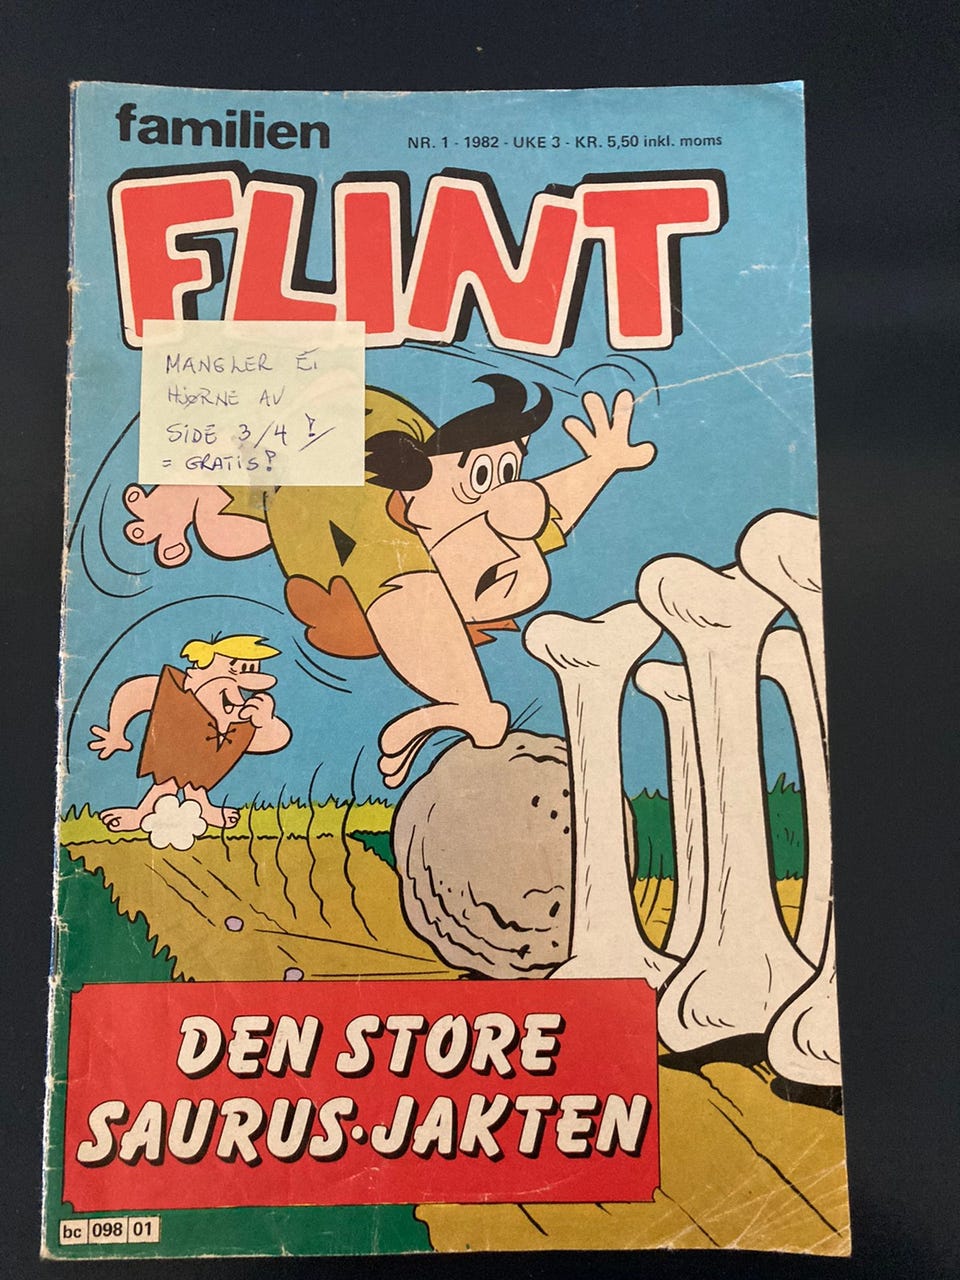 familien
NR. 1 - 1982 - UKE 3 - KR. 5,50 inkl. moms
FLINT
MANGLER EI
HJØRNE AV
SIDE 3/4 !
= GRATIS!
DEN STORE
SAURUS-JAKTEN
bc 098 01